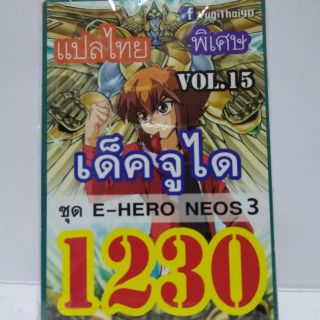 YugiThaiYD
แปลไทย
พิเศษ
VOL.15
เด็คจูได
ชุด E-HERO NEOS 3
1230